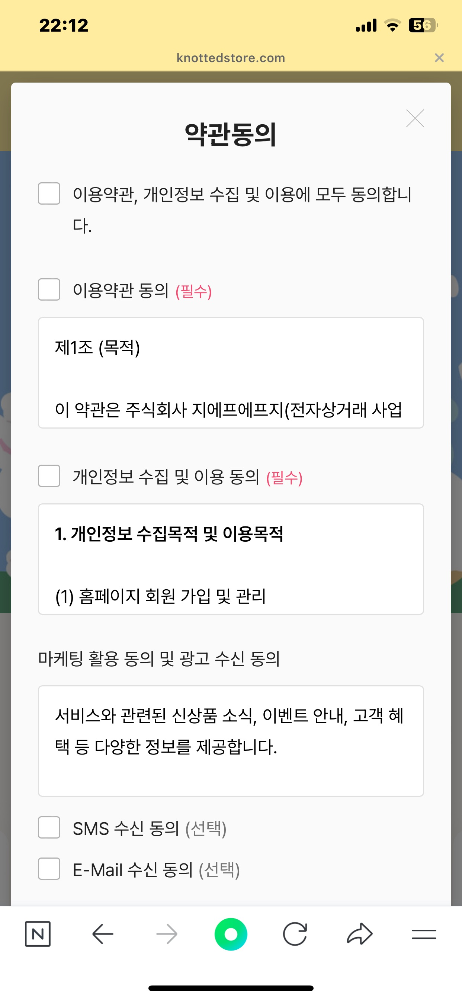 22:12
56
knottedstore.com
약관동의
이용약관, 개인정보 수집 및 이용에 모두 동의합니
다.
이용약관 동의 (필수)
제1조 (목적)
이 약관은 주식회사 지에프에프지(전자상거래 사업
개인정보 수집 및 이용 동의 (필수)
1. 개인정보 수집목적 및 이용목적
(1) 홈페이지 회원 가입 및 관리
마케팅 활용 동의 및 광고 수신 동의
서비스와 관련된 신상품 소식, 이벤트 안내, 고객 혜
택 등 다양한 정보를 제공합니다.
SMS 수신 동의 (선택)
E-Mail 수신 동의 (선택)
N